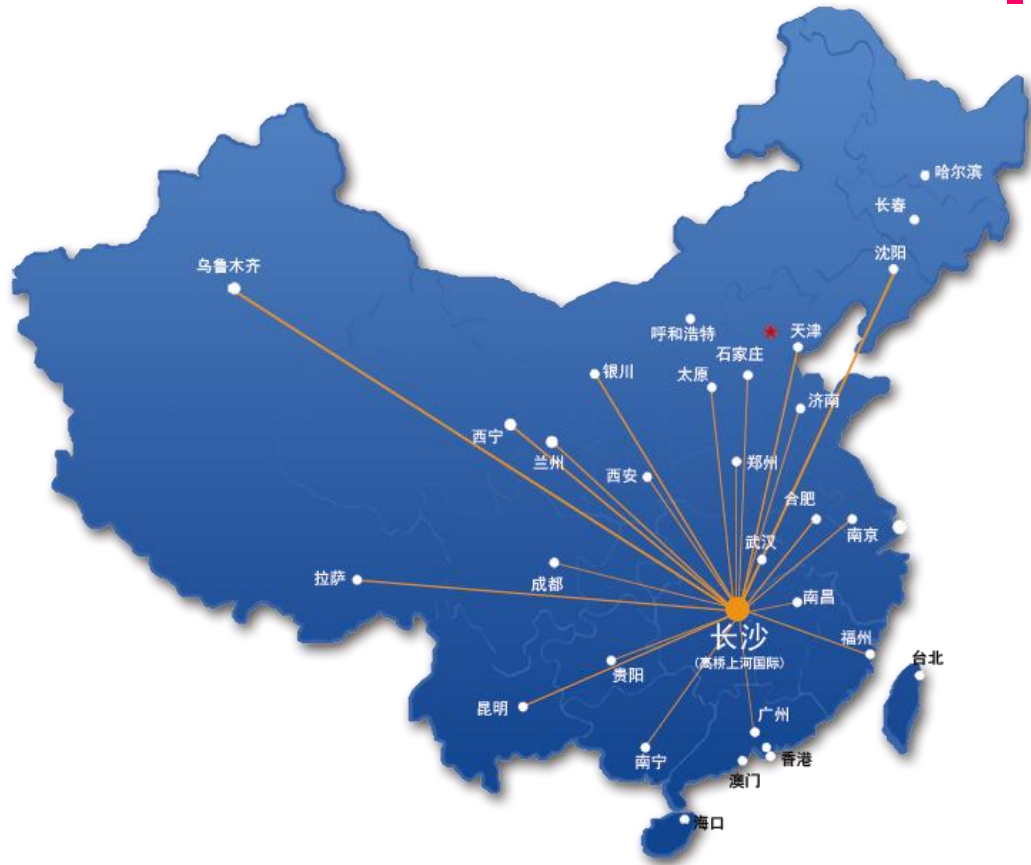 哈尔滨
长春
沈阳
乌鲁木齐
呼和浩特
天津
石家庄
银川
太原
济南
西宁
兰州
西安
郑州
合肥
南京
武汉
拉萨
成都
南昌
长沙
(高桥上河国际)
福州
台北
贵阳
昆明
广州
南宁
香港
澳门
海口